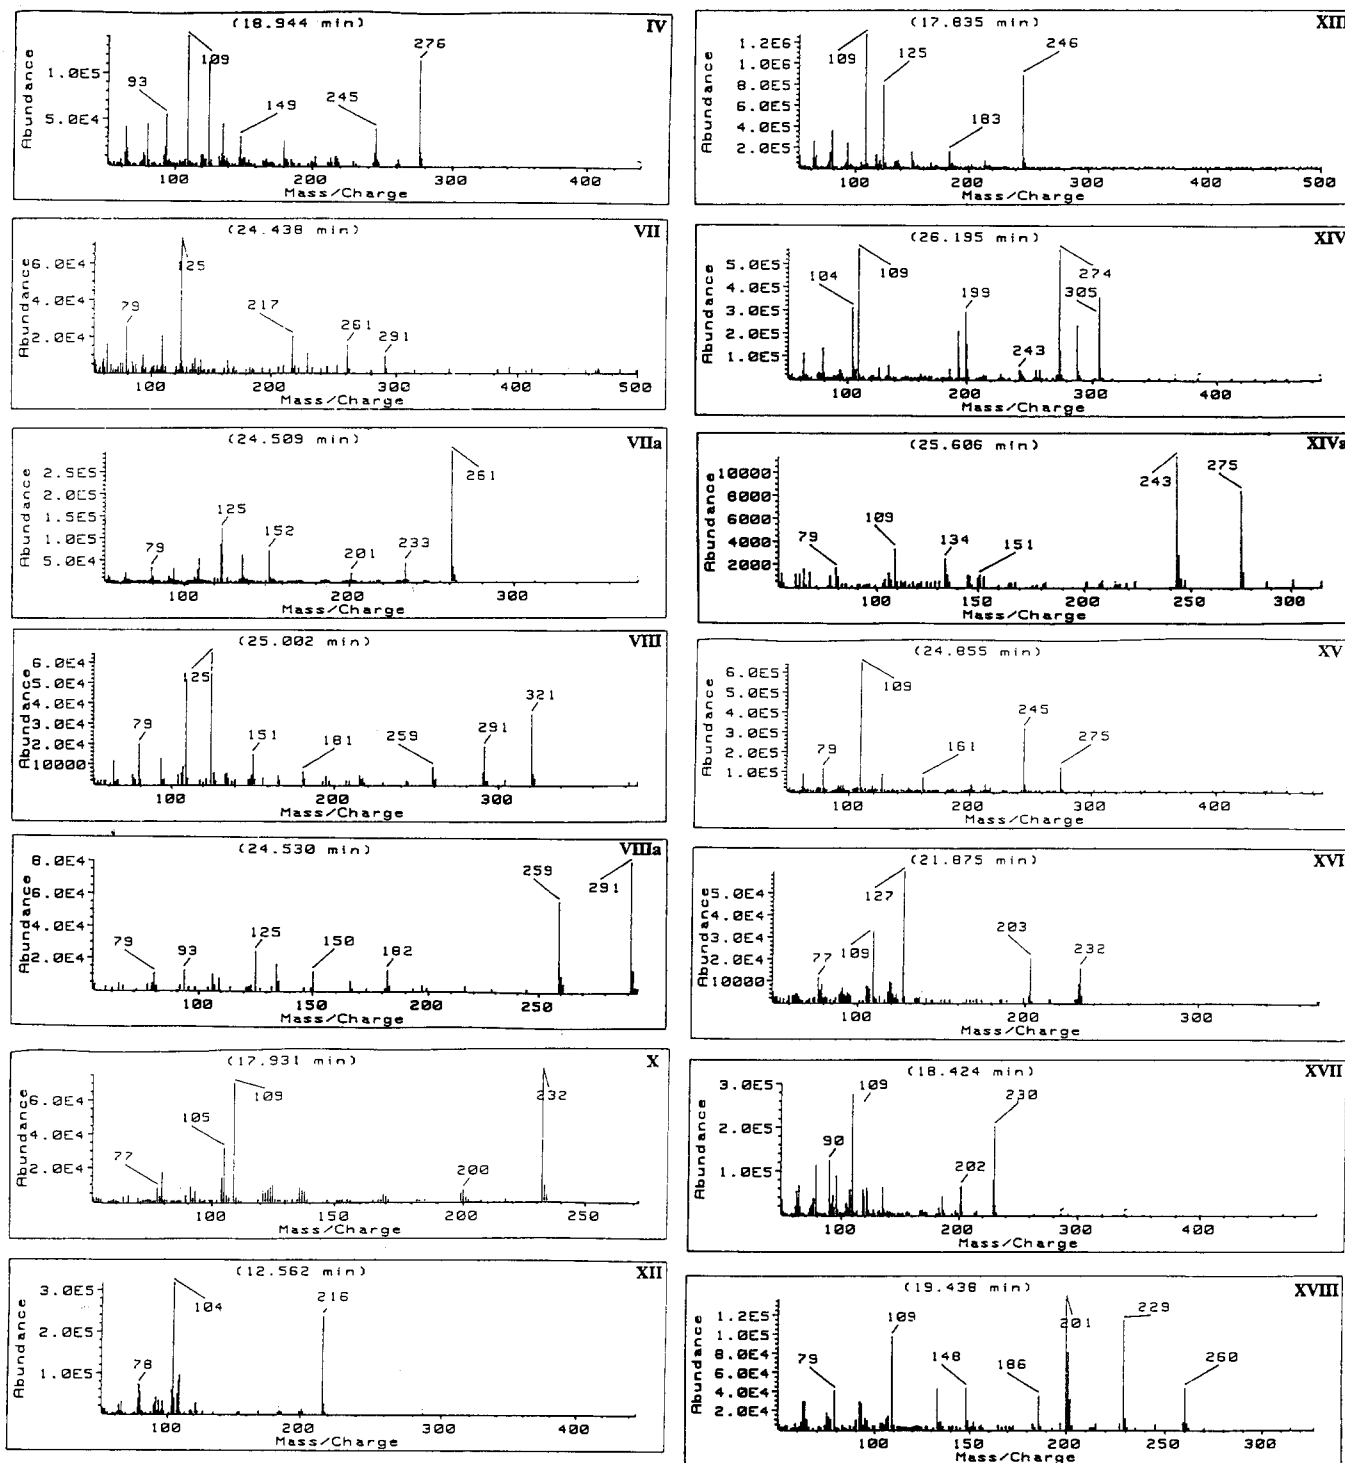 (18.944 min) IV
Abundance
1.0E5
5.0E4
93
109
149
245
276
100 200 300 400
Mass/Charge
(24.438 min) VII
Abundance
6.0E4
4.0E4
2.0E4
79
125
217
261
291
100 200 300 400 500
Mass/Charge
(24.509 min) VIIa
Abundance
2.5E5
2.0E5
1.5E5
1.0E5
5.0E4
79
125
152
201
233
261
100 200 300
Mass/Charge
(25.002 min) VIII
Abundance
6.0E4
5.0E4
4.0E4
3.0E4
2.0E4
10000
79
125
151
181
259
291
321
100 200 300
Mass/Charge
(24.530 min) VIIIa
Abundance
8.0E4
6.0E4
4.0E4
2.0E4
79
93
125
150
182
259
291
100 150 200 250
Mass/Charge
(17.931 min) X
Abundance
6.0E4
4.0E4
2.0E4
77
105
109
200
232
100 150 200 250
Mass/Charge
(12.562 min) XII
Abundance
3.0E5
2.0E5
1.0E5
78
104
216
100 200 300 400
Mass/Charge
(17.835 min) XIII
Abundance
1.2E6
1.0E6
8.0E5
6.0E5
4.0E5
2.0E5
109
125
183
246
100 200 300 400 500
Mass/Charge
(26.195 min) XIV
Abundance
5.0E5
4.0E5
3.0E5
2.0E5
1.0E5
104
109
199
243
274
305
100 200 300 400
Mass/Charge
(25.606 min) XIVa
Abundance
10000
8000
6000
4000
2000
79
109
134
151
243
275
100 150 200 250 300
Mass/Charge
(24.855 min) XV
Abundance
6.0E5
5.0E5
4.0E5
3.0E5
2.0E5
1.0E5
79
109
161
245
275
100 200 300 400
Mass/Charge
(21.875 min) XVI
Abundance
5.0E4
4.0E4
3.0E4
2.0E4
10000
77
109
127
203
232
100 200 300
Mass/Charge
(18.424 min) XVII
Abundance
3.0E5
2.0E5
1.0E5
90
109
202
230
100 200 300 400
Mass/Charge
(19.438 min) XVIII
Abundance
1.2E5
1.0E5
8.0E4
6.0E4
4.0E4
2.0E4
79
109
148
186
201
229
260
100 150 200 250 300
Mass/Charge